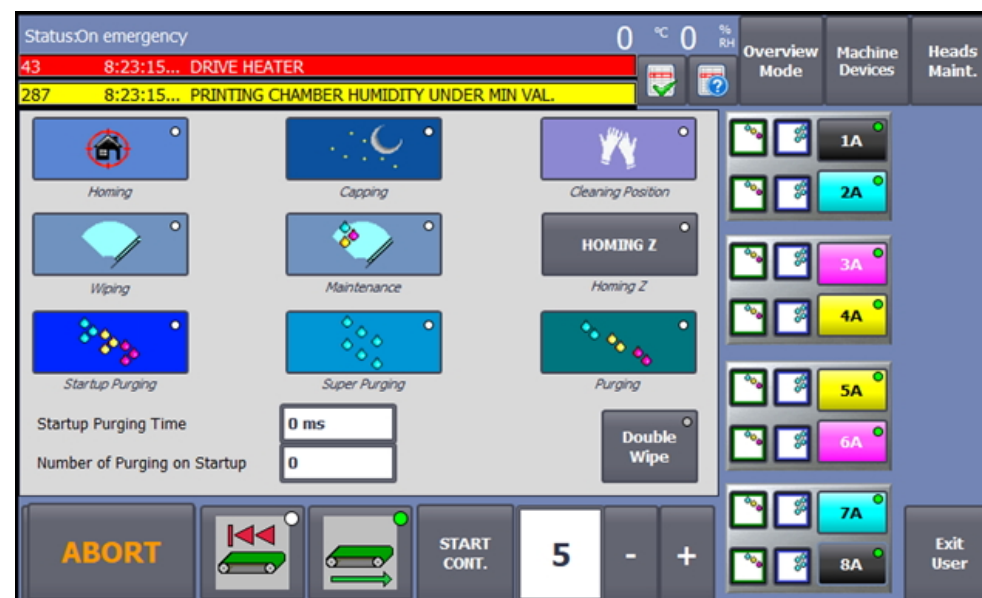 Status:On emergency
0 °C 0 % RH
43 8:23:15... DRIVE HEATER
287 8:23:15... PRINTING CHAMBER HUMIDITY UNDER MIN VAL.
Overview
Mode
Machine
Devices
Heads
Maint.
Homing
Capping
Cleaning Position
HOMING Z
Wiping
Maintenance
Homing Z
Startup Purging
Super Purging
Purging
Startup Purging Time
0 ms
Number of Purging on Startup
0
Double
Wipe
1A
2A
3A
4A
5A
6A
7A
8A
ABORT
START
CONT.
5
-
+
Exit
User